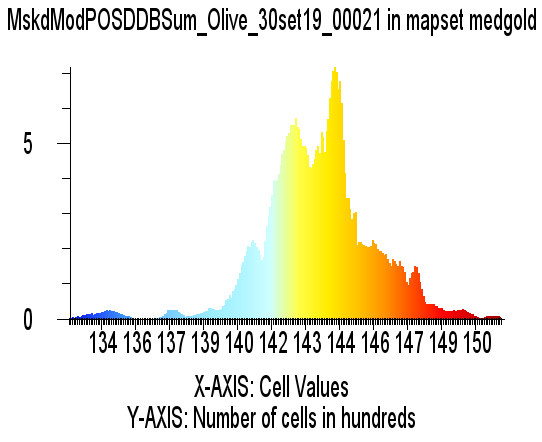 MskdModPOSDDBSum_Olive_30set19_00021 in mapset medgold
5
0
134 136 137 139 140 142 143 144 146 147 149 150
X-AXIS: Cell Values
Y-AXIS: Number of cells in hundreds